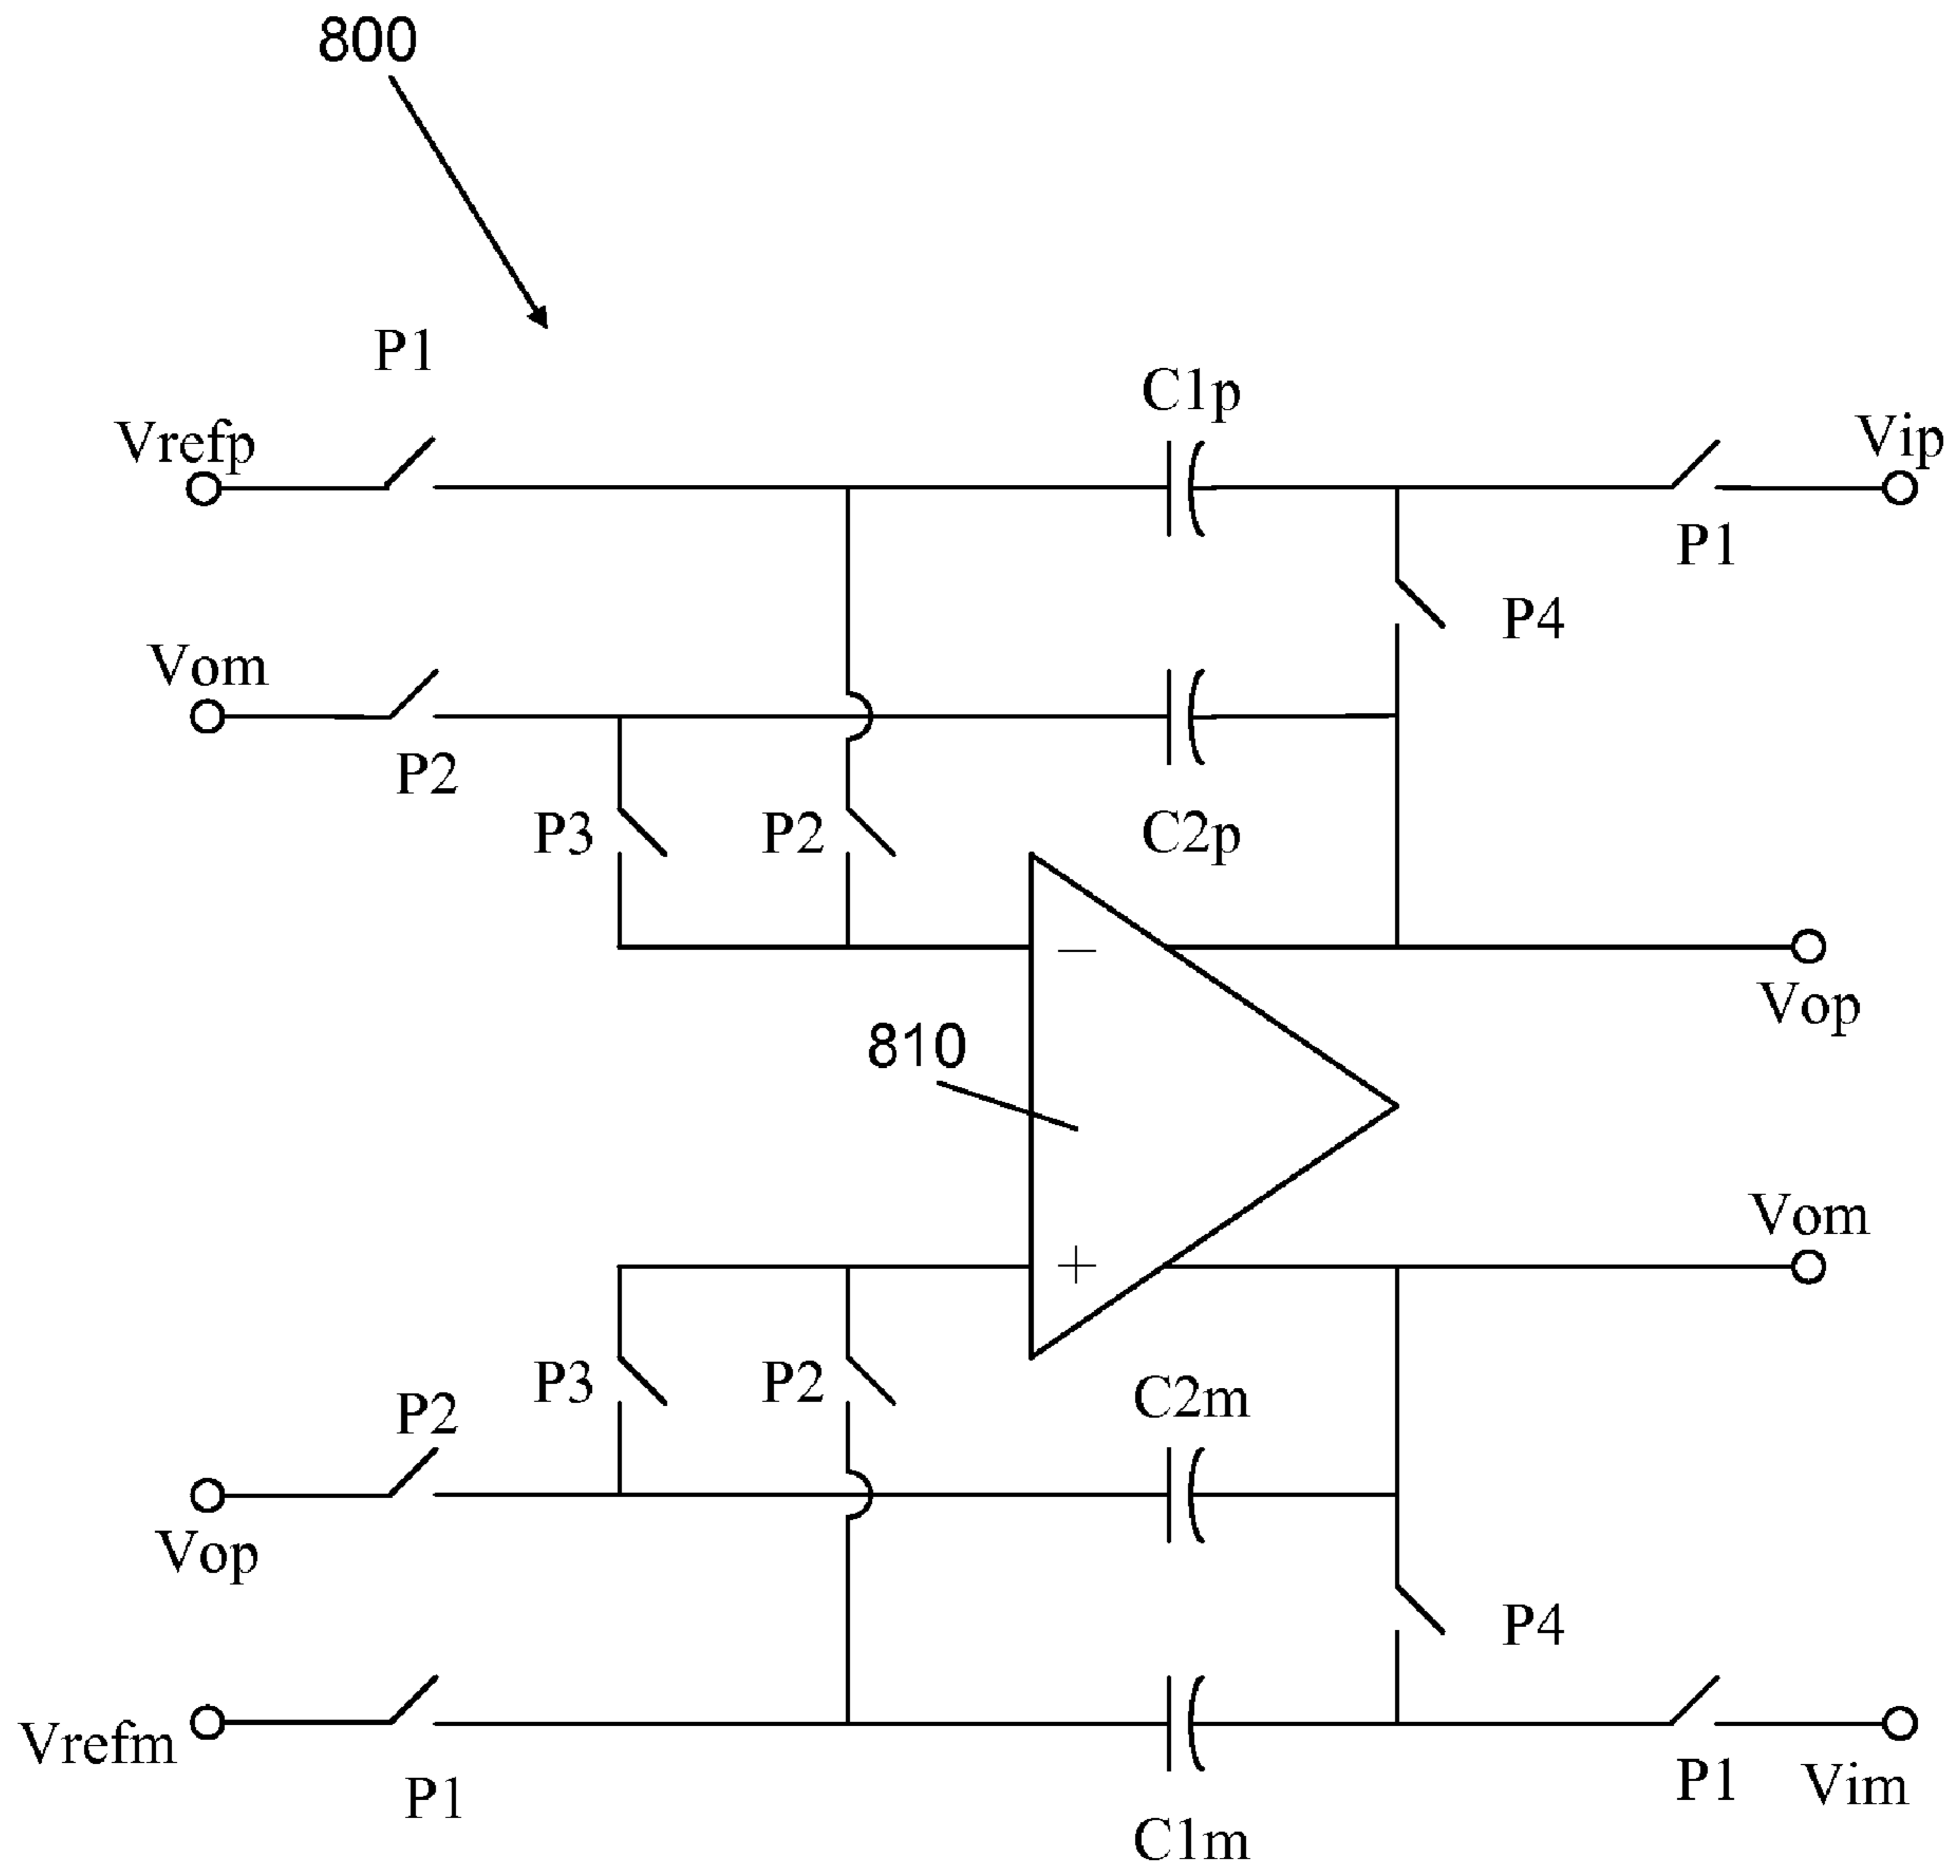 800
P1
C1p
Vrefp
Vip
P1
P4
Vom
P2
P3
P2
C2p
−
Vop
810
Vom
+
P3
P2
C2m
P2
Vop
P4
Vrefm
P1
P1
Vim
C1m